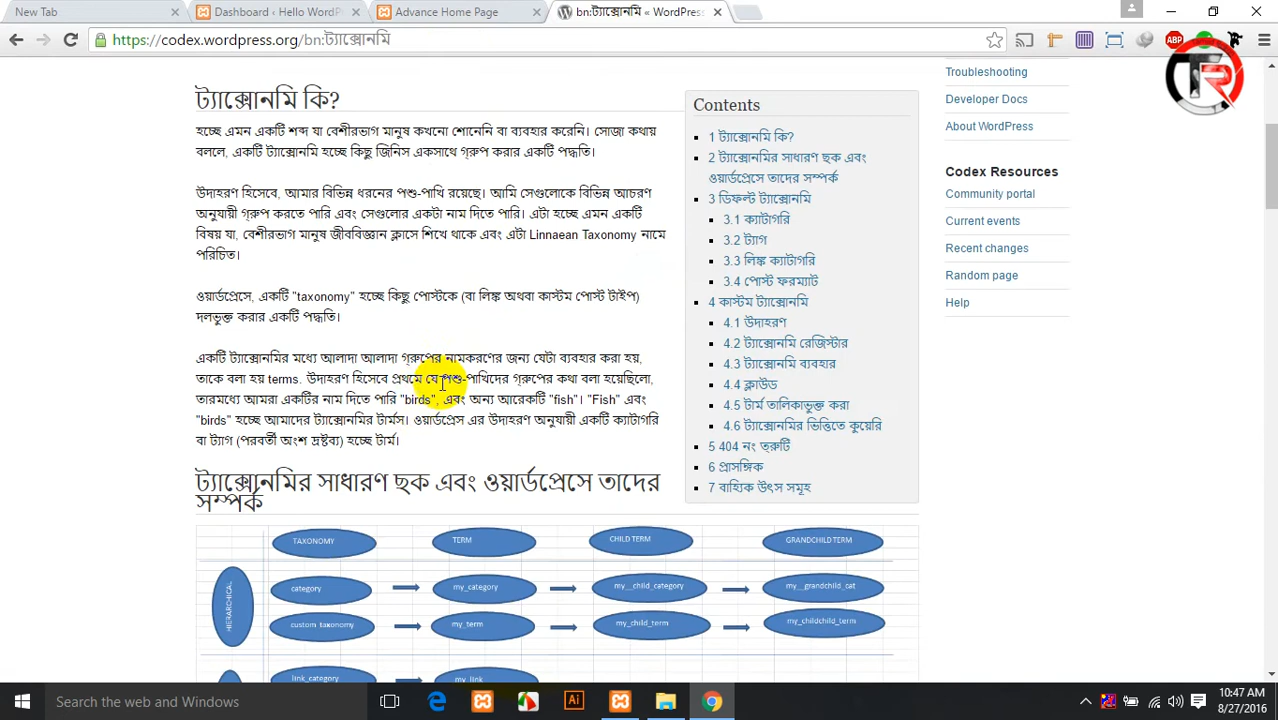 New Tab
Dashboard ‹ Hello WordP
Advance Home Page
bn:ট্যাক্সোনমি « WordPress
https://codex.wordpress.org/bn:ট্যাক্সোনমি
ABP
TR
ট্যাক্সোনমি কি?
হচ্ছে এমন একটি শব্দ যা বেশীরভাগ মানুষ কখনো শোনেনি বা ব্যবহার করেনি। সোজা কথায়
বললে, একটি ট্যাক্সোনমি হচ্ছে কিছু জিনিস একসাথে গ্রুপ করার একটি পদ্ধতি।
উদাহরণ হিসেবে, আমার বিভিন্ন ধরনের পশু-পাখি রয়েছে। আমি সেগুলোকে বিভিন্ন আচরণ
অনুযায়ী গ্রুপ করতে পারি এবং সেগুলোর একটা নাম দিতে পারি। এটা হচ্ছে এমন একটি
বিষয় যা, বেশীরভাগ মানুষ জীববিজ্ঞান ক্লাসে শিখে থাকে এবং এটা Linnaean Taxonomy নামে
পরিচিত।
ওয়ার্ডপ্রেসে, একটি "taxonomy" হচ্ছে কিছু পোস্টকে (বা লিঙ্ক অথবা কাস্টম পোস্ট টাইপ)
দলভুক্ত করার একটি পদ্ধতি।
একটি ট্যাক্সোনমির মধ্যে আলাদা আলাদা গ্রুপের নামকরণের জন্য যেটা ব্যবহার করা হয়,
তাকে বলা হয় terms. উদাহরণ হিসেবে প্রথমে যে পশু-পাখিদের গ্রুপের কথা বলা হয়েছিলো,
তারমধ্যে আমরা একটির নাম দিতে পারি "birds", এবং অন্য আরেকটি "fish"। "Fish" এবং
"birds" হচ্ছে আমাদের ট্যাক্সোনমির টার্মস। ওয়ার্ডপ্রেস এর উদাহরণ অনুযায়ী একটি ক্যাটাগরি
বা ট্যাগ (পরবর্তী অংশ দ্রষ্টব্য) হচ্ছে টার্ম।
ট্যাক্সোনমির সাধারণ ছক এবং ওয়ার্ডপ্রেসে তাদের
সম্পর্ক
TAXONOMY
TERM
CHILD TERM
GRANDCHILD TERM
HIERARCHICAL
category
my_category
my__child_category
my__grandchild_cat
custom_taxonomy
my_term
my_child_term
my_childchild_term
link_category
my_link
Contents
1 ট্যাক্সোনমি কি?
2 ট্যাক্সোনমির সাধারণ ছক এবং
ওয়ার্ডপ্রেসে তাদের সম্পর্ক
3 ডিফল্ট ট্যাক্সোনমি
3.1 ক্যাটাগরি
3.2 ট্যাগ
3.3 লিঙ্ক ক্যাটাগরি
3.4 পোস্ট ফরম্যাট
4 কাস্টম ট্যাক্সোনমি
4.1 উদাহরণ
4.2 ট্যাক্সোনমি রেজিস্টার
4.3 ট্যাক্সোনমি ব্যবহার
4.4 ক্লাউড
4.5 টার্ম তালিকাভুক্ত করা
4.6 ট্যাক্সোনমির ভিত্তিতে কুয়েরি
5 404 নং ত্রুটি
6 প্রাসঙ্গিক
7 বাহ্যিক উৎস সমূহ
Troubleshooting
Developer Docs
About WordPress
Codex Resources
Community portal
Current events
Recent changes
Random page
Help
Search the web and Windows
Ai
10:47 AM
8/27/2016